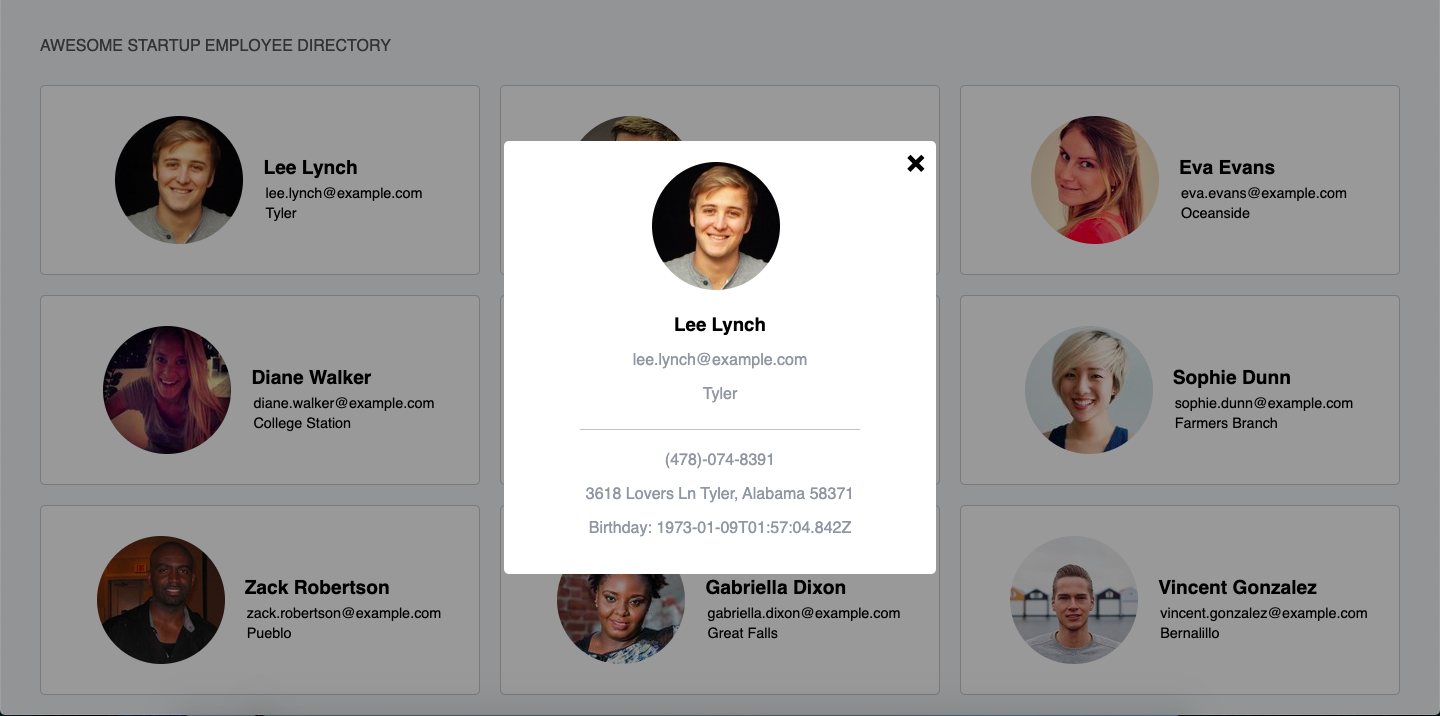 AWESOME STARTUP EMPLOYEE DIRECTORY
Lee Lynch
lee.lynch@example.com
Tyler
Eva Evans
eva.evans@example.com
Oceanside
Lee Lynch
lee.lynch@example.com
Tyler
(478)-074-8391
3618 Lovers Ln Tyler, Alabama 58371
Birthday: 1973-01-09T01:57:04.842Z
Diane Walker
diane.walker@example.com
College Station
Sophie Dunn
sophie.dunn@example.com
Farmers Branch
Zack Robertson
zack.robertson@example.com
Pueblo
Gabriella Dixon
gabriella.dixon@example.com
Great Falls
Vincent Gonzalez
vincent.gonzalez@example.com
Bernalillo